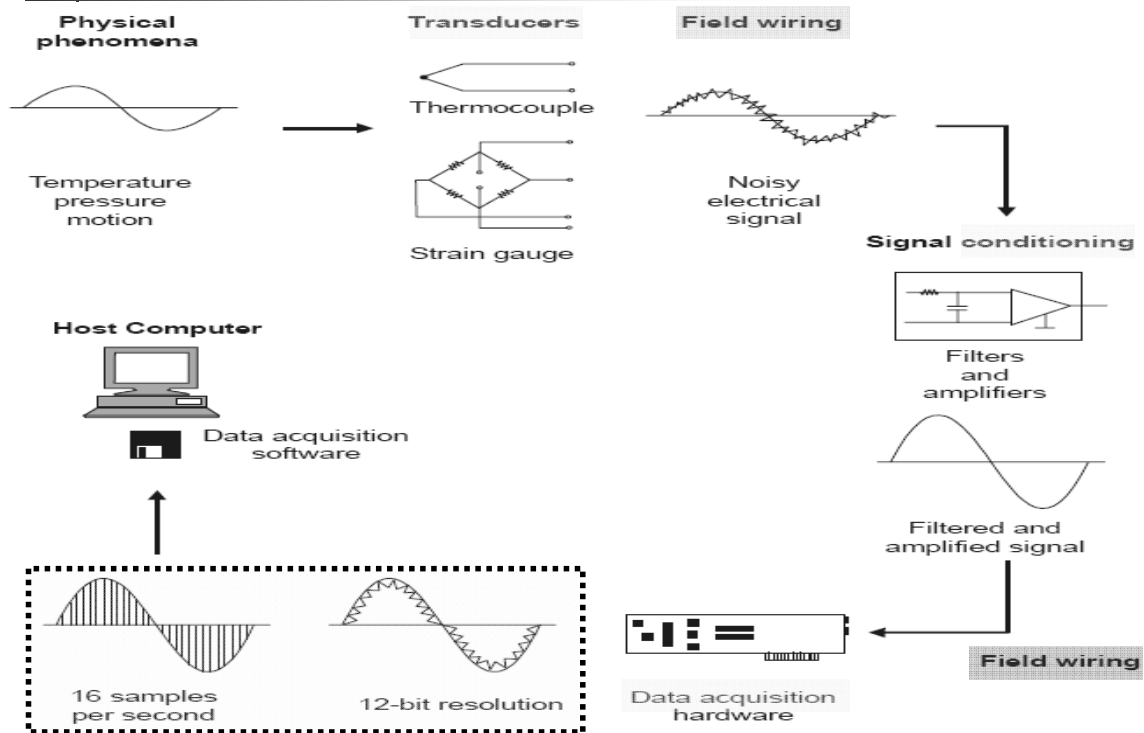 Physical
phenomena
Transducers
Field wiring
Thermocouple
Temperature
pressure
motion
Strain gauge
Noisy
electrical
signal
Signal conditioning
Filters
and
amplifiers
Filtered and
amplified signal
Field wiring
Data acquisition
hardware
16 samples
per second
12-bit resolution
Host Computer
Data acquisition
software